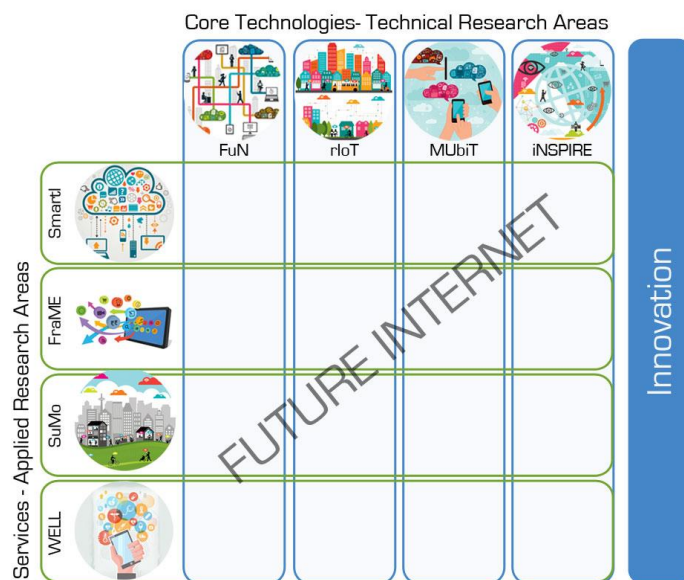 Core Technologies- Technical Research Areas
FuN
rIoT
MUbiT
iNSPIRE
Services - Applied Research Areas
SmartI
FraME
SuMo
WELL
FUTURE INTERNET
Innovation